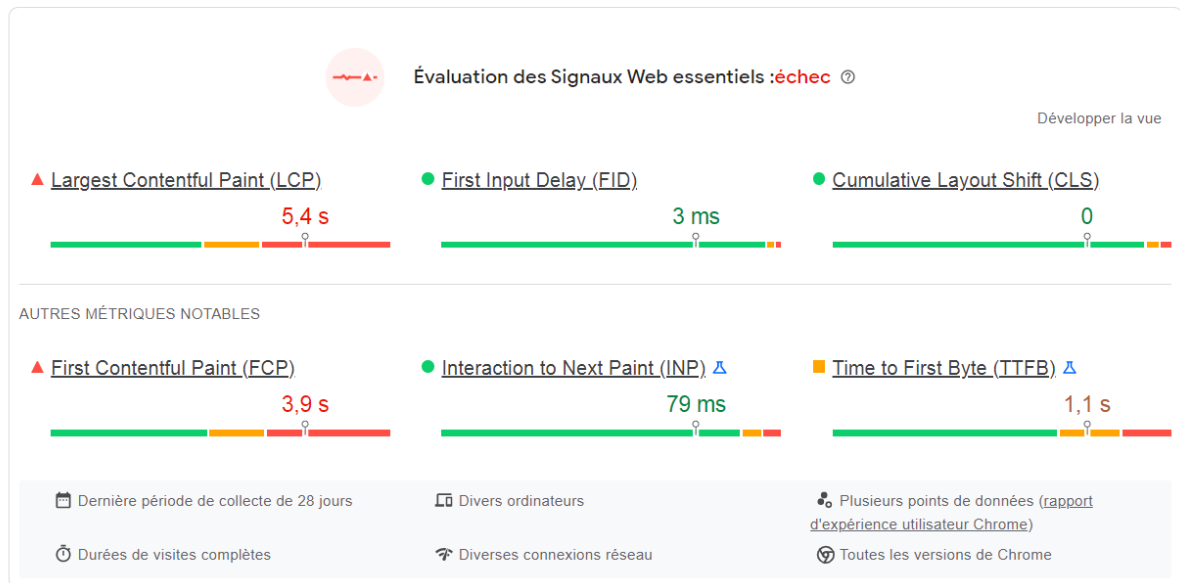 Évaluation des Signaux Web essentiels :échec
Développer la vue
Largest Contentful Paint (LCP)
5,4 s
First Input Delay (FID)
3 ms
Cumulative Layout Shift (CLS)
0
AUTRES MÉTRIQUES NOTABLES
First Contentful Paint (FCP)
3,9 s
Interaction to Next Paint (INP)
79 ms
Time to First Byte (TTFB)
1,1 s
Dernière période de collecte de 28 jours
Divers ordinateurs
Plusieurs points de données (rapport
d'expérience utilisateur Chrome)
Durées de visites complètes
Diverses connexions réseau
Toutes les versions de Chrome